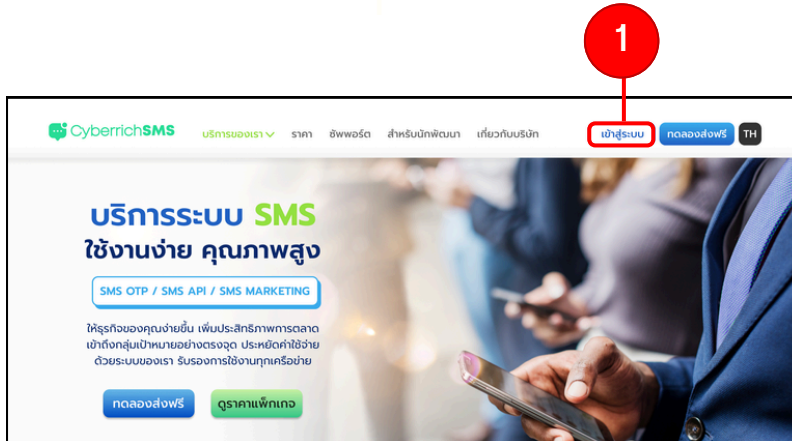 1
CyberrichSMS
บริการของเรา ราคา ซัพพอร์ต สำหรับนักพัฒนา เกี่ยวกับบริษัท เข้าสู่ระบบ ทดลองส่งฟรี TH
บริการระบบ SMS
ใช้งานง่าย คุณภาพสูง
SMS OTP / SMS API / SMS MARKETING
ให้ธุรกิจของคุณง่ายขึ้น เพิ่มประสิทธิภาพการตลาด
เข้าถึงกลุ่มเป้าหมายอย่างตรงจุด ประหยัดค่าใช้จ่าย
ด้วยระบบของเรา รับรองการใช้งานทุกเครือข่าย
ทดลองส่งฟรี ดูราคาแพ็กเกจ